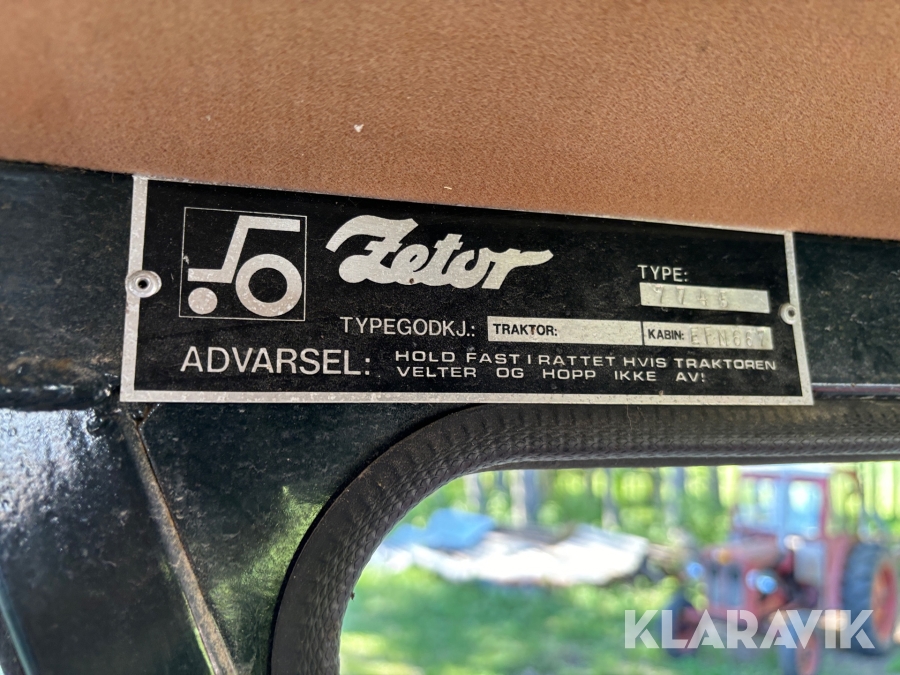 Zetor
TYPE:
TYPEGODKJ.: TRAKTOR: KABIN:
ADVARSEL: HOLD FAST I RATTET HVIS TRAKTOREN
VELTER OG HOPP IKKE AV!
KLARAVIK